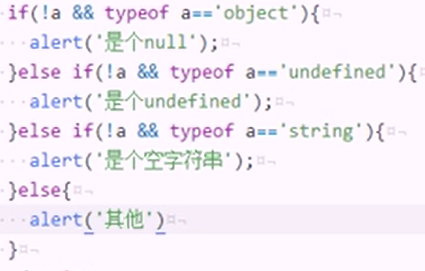 if(!a && typeof a=='object'){
alert('是个null');
}else if(!a && typeof a=='undefined'){
alert('是个undefined');
}else if(!a && typeof a=='string'){
alert('是个空字符串');
}else{
alert('其他')
}